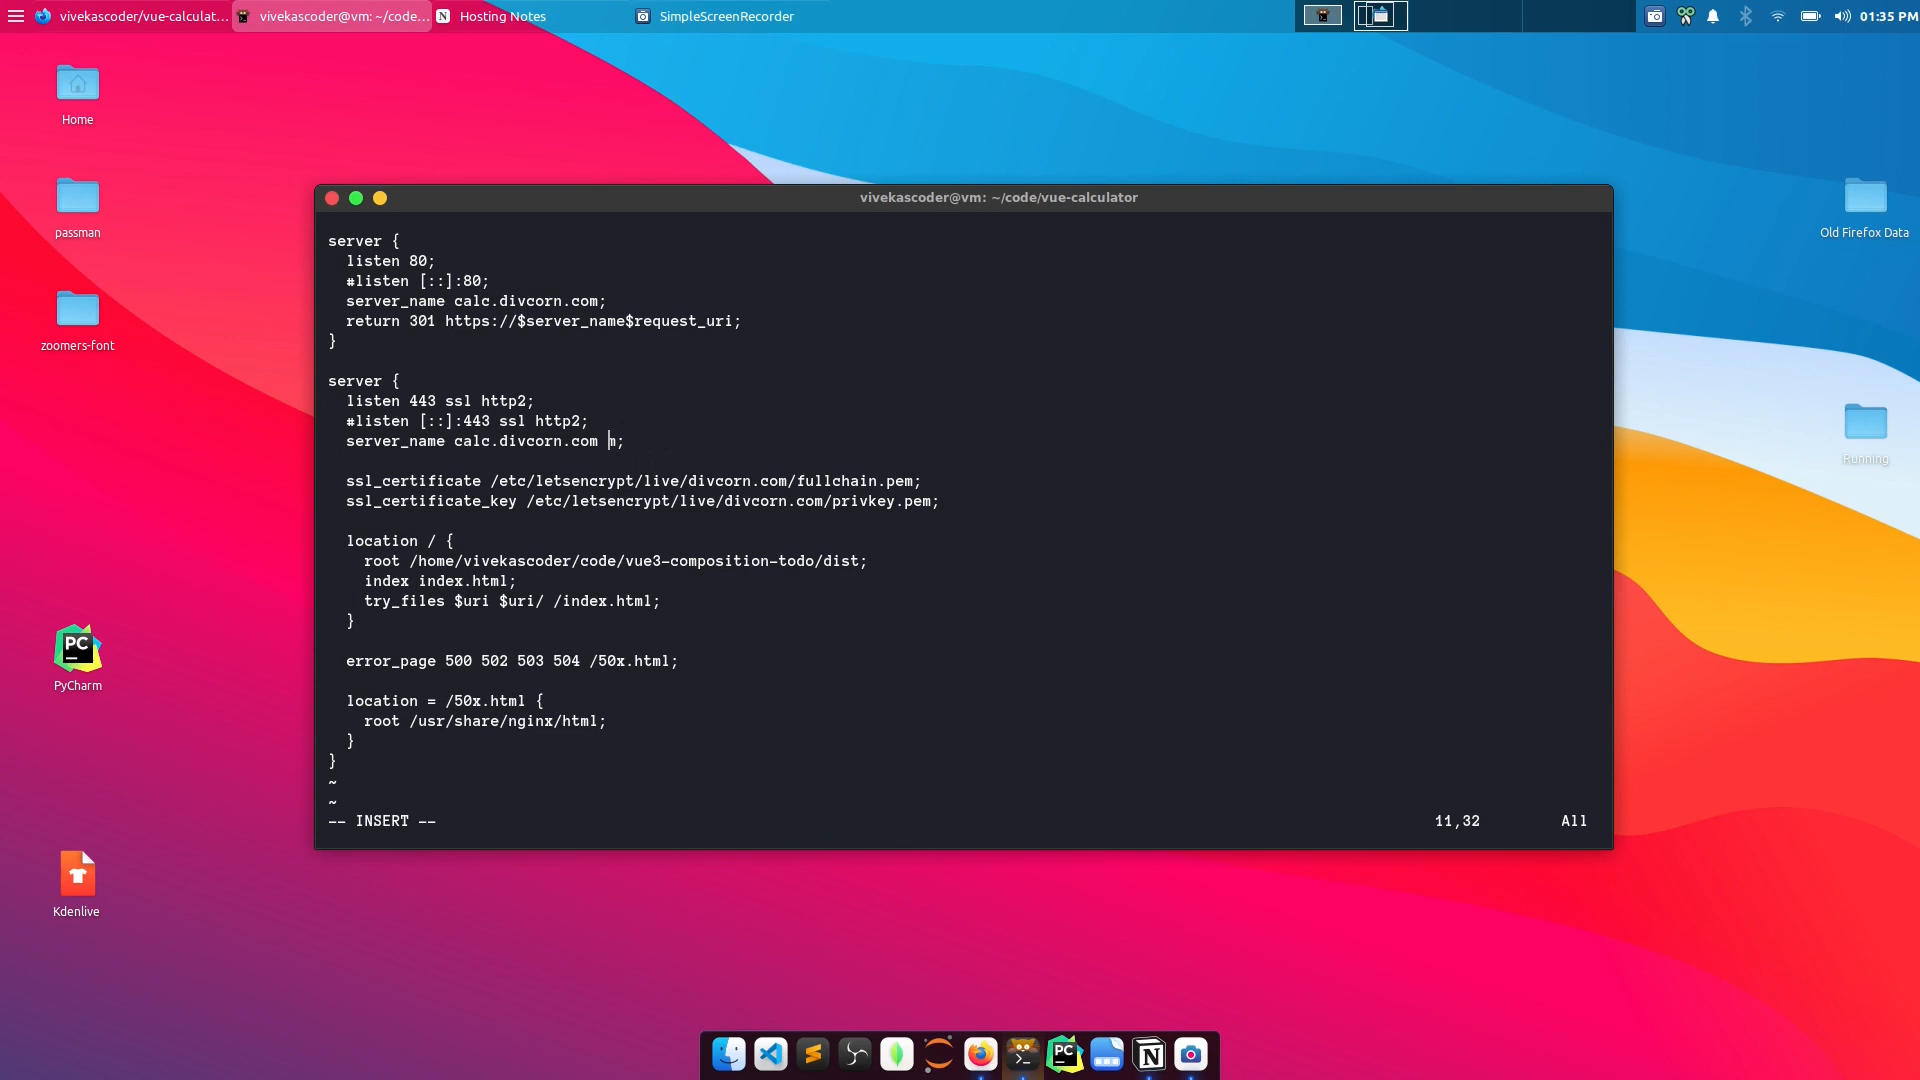 vivekascoder/vue-calculat...
vivekascoder@vm: ~/code...
Hosting Notes
SimpleScreenRecorder
01:35 PM
Home
passman
zoomers-font
PyCharm
Kdenlive
Old Firefox Data
Running
vivekascoder@vm: ~/code/vue-calculator
server {
listen 80;
#listen [::]:80;
server_name calc.divcorn.com;
return 301 https://$server_name$request_uri;
}
server {
listen 443 ssl http2;
#listen [::]:443 ssl http2;
server_name calc.divcorn.com m;
ssl_certificate /etc/letsencrypt/live/divcorn.com/fullchain.pem;
ssl_certificate_key /etc/letsencrypt/live/divcorn.com/privkey.pem;
location / {
root /home/vivekascoder/code/vue3-composition-todo/dist;
index index.html;
try_files $uri $uri/ /index.html;
}
error_page 500 502 503 504 /50x.html;
location = /50x.html {
root /usr/share/nginx/html;
}
}
~
~
-- INSERT --
11,32
All
PC
PC